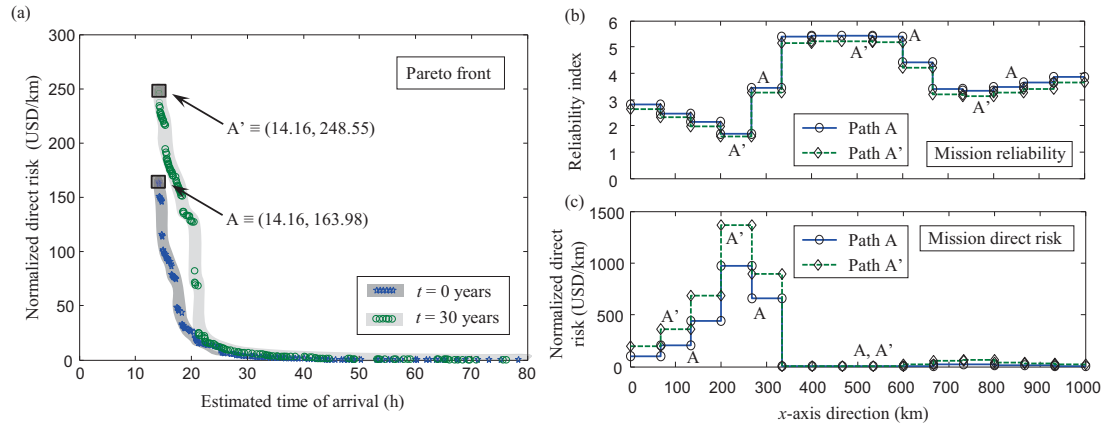 (a)
300
250
200
150
100
50
0
0 10 20 30 40 50 60 70 80
Normalized direct risk (USD/km)
Estimated time of arrival (h)
Pareto front
A’ ≡ (14.16, 248.55)
A ≡ (14.16, 163.98)
t = 0 years
t = 30 years
(b)
6
5
4
3
2
1
0
Reliability index
A
A’
A
A’
A
A’
Path A
Path A’
Mission reliability
(c)
1500
1000
500
0
Normalized direct
risk (USD/km)
A’
A
A’
A
A, A’
Path A
Path A’
Mission direct risk
0 100 200 300 400 500 600 700 800 900 1000
x-axis direction (km)